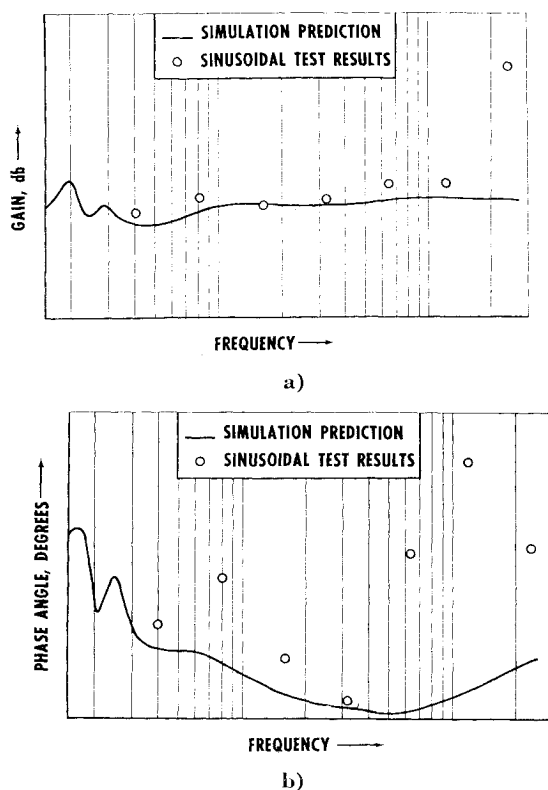 SIMULATION PREDICTION
SINUSOIDAL TEST RESULTS
GAIN, db
FREQUENCY
a)
SIMULATION PREDICTION
SINUSOIDAL TEST RESULTS
PHASE ANGLE, DEGREES
FREQUENCY
b)